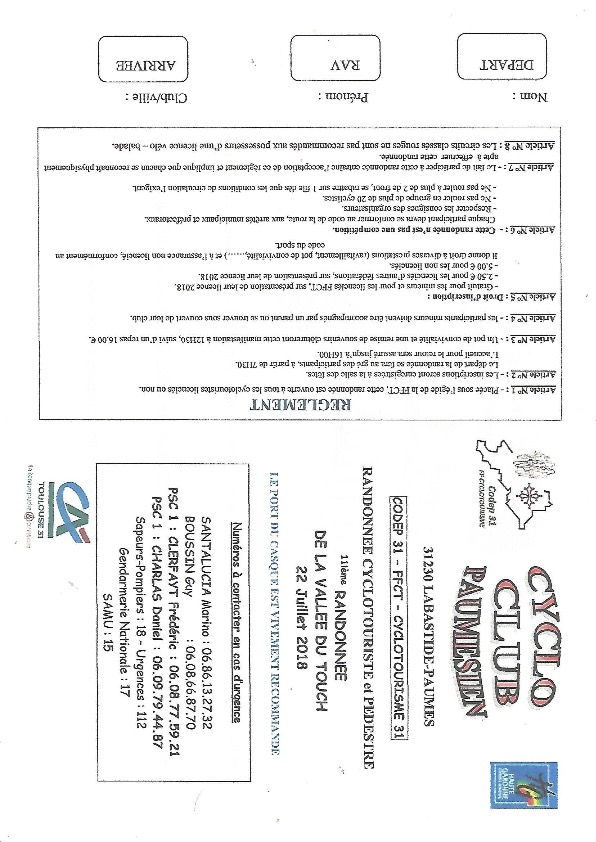 CYCLO
CLUB
PAUMESIEN
HAUTE
GARONNE
Codep 31
FF-CYCLOTOURISME
31230 LABASTIDE-PAUMES
CODEP 31 - FFCT - CYCLOTOURISME 31
RANDONNEE CYCLOTOURISTE et PEDESTRE
11ième RANDONNEE
DE LA VALLEE DU TOUCH
22 Juillet 2018
LE PORT DU CASQUE EST VIVEMENT RECOMMANDE
Numéros à contacter en cas d'urgence
SANTALUCIA Marino : 06.86.13.27.32
BOUSSIN Guy : 06.08.66.87.70
PSC 1 : CLERFAYT Frédéric : 06.08.77.59.21
PSC 1 : CHARLAS Daniel : 06.09.79.44.87
Sapeurs-Pompiers : 18 - Urgences : 112
Gendarmerie Nationale : 17
SAMU : 15
TOULOUSE 31
REGLEMENT
Article N° 1 : - Placée sous l'égide de la FFCT, cette randonnée est ouverte à tous les cyclotouristes licenciés ou non.
Article N° 2 : - Les inscriptions seront enregistrées à la salle des fêtes.
Le départ de la randonnée se fera au gré des participants, à partir de 7H30.
L'accueil pour le retour sera assuré jusqu'à 16H00.
Article N° 3 : - Un pot de convivialité et une remise de souvenirs clôtureront cette manifestation à 12H30, suivi d'un repas 16.00 €.
Article N° 4 : - les participants mineurs doivent être accompagnés par un parent ou se trouver sous couvert de leur club.
Article N° 5 : Droit d'inscription :
- Gratuit pour les mineurs et pour les licenciés FFCT, sur présentation de leur licence 2018.
- 2.50 € pour les licenciés d'autres fédérations, sur présentation de leur licence 2018.
- 5.00 € pour les non licenciés.
Il donne droit à diverses prestations (ravitaillement, pot de convivialité,.......) et à l'assurance non licencié, conformément au
code du sport.
Article N° 6 : - Cette randonnée n'est pas une compétition.
Chaque participant devra se conformer au code de la route, aux arrêtés municipaux et préfectoraux.
- Respecter les consignes des organisateurs.
- Ne pas rouler en groupe de plus de 20 cyclistes.
- Ne pas rouler à plus de 2 de front, se rabattre sur 1 file dès que les conditions de circulation l'exigent.
Article N° 7 : - Le fait de participer à cette randonnée entraîne l'acceptation de ce règlement et implique que chacun se reconnaît physiquement
apte à effectuer cette randonnée.
Article N° 8 : Les circuits classés rouges ne sont pas recommandés aux possesseurs d'une licence vélo – balade.
Nom :
Prénom :
Club/ville :
DEPART
RAV
ARRIVEE